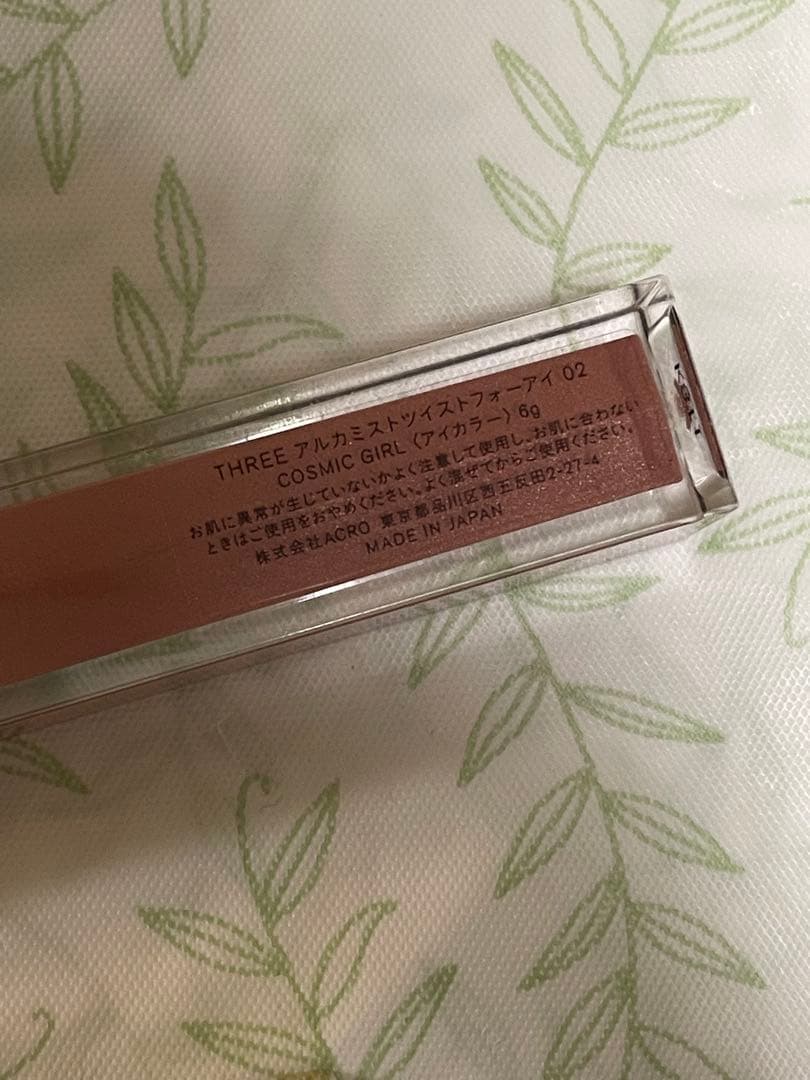 THREE アルカミストツイストフォーアイ 02
COSMIC GIRL 〈アイカラー〉 6g
お肌に異常が生じていないかよく注意して使用し、お肌に合わない
ときはご使用をおやめください。よく混ぜてからご使用ください。
株式会社ACRO 東京都品川区西五反田2-27-4
MADE IN JAPAN